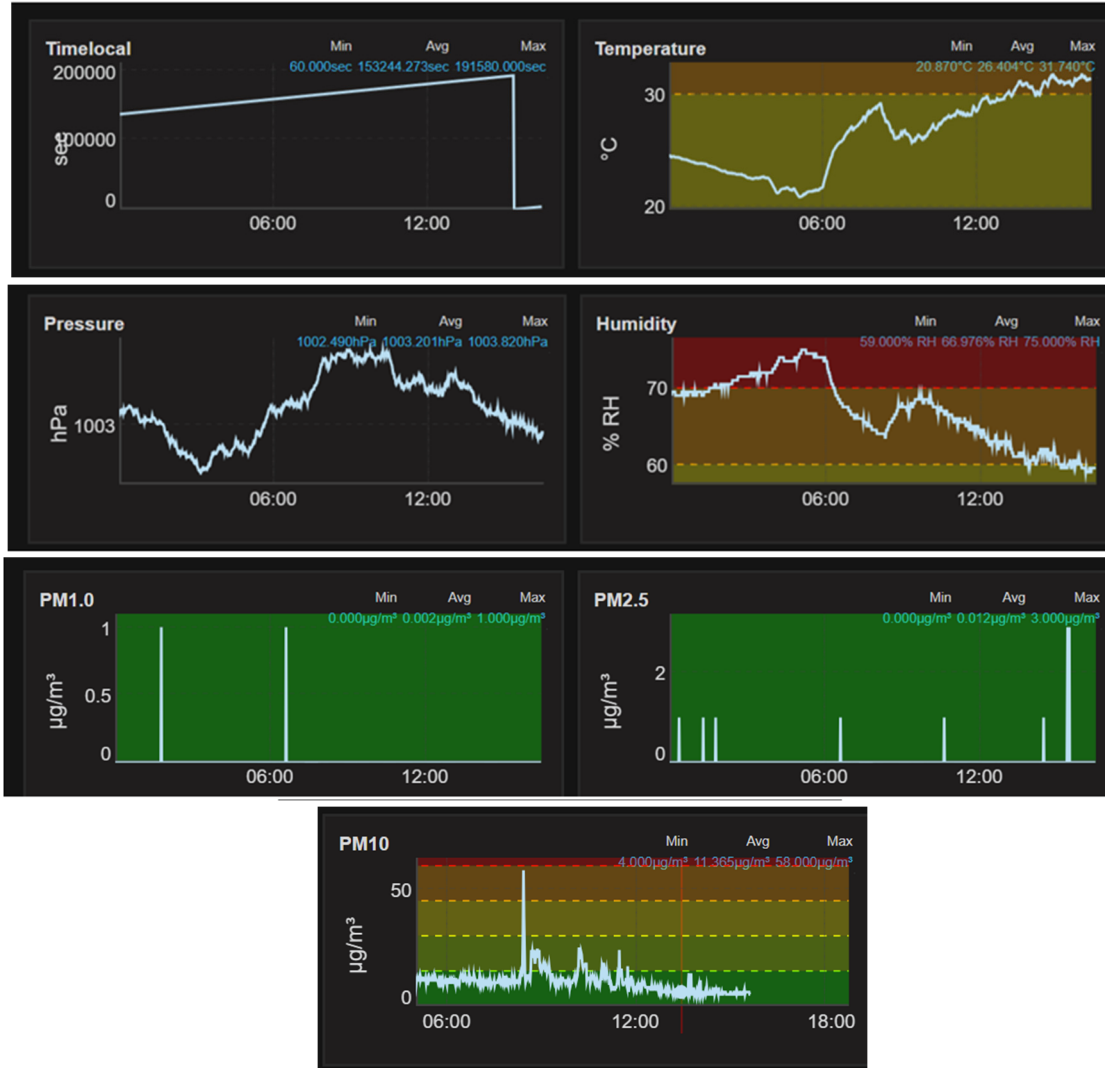 Timelocal Min Avg Max
60.000sec 153244.273sec 191580.000sec
200000
100000
0
sec
06:00 12:00
Temperature Min Avg Max
20.870°C 26.404°C 31.740°C
30
20
°C
06:00 12:00
Pressure Min Avg Max
1002.490hPa 1003.201hPa 1003.820hPa
1003
hPa
06:00 12:00
Humidity Min Avg Max
59.000% RH 66.976% RH 75.000% RH
70
60
% RH
06:00 12:00
PM1.0 Min Avg Max
0.000µg/m³ 0.002µg/m³ 1.000µg/m³
1
0.5
0
µg/m³
06:00 12:00
PM2.5 Min Avg Max
0.000µg/m³ 0.012µg/m³ 3.000µg/m³
2
0
µg/m³
06:00 12:00
PM10 Min Avg Max
4.000µg/m³ 11.365µg/m³ 58.000µg/m³
50
0
µg/m³
06:00 12:00 18:00